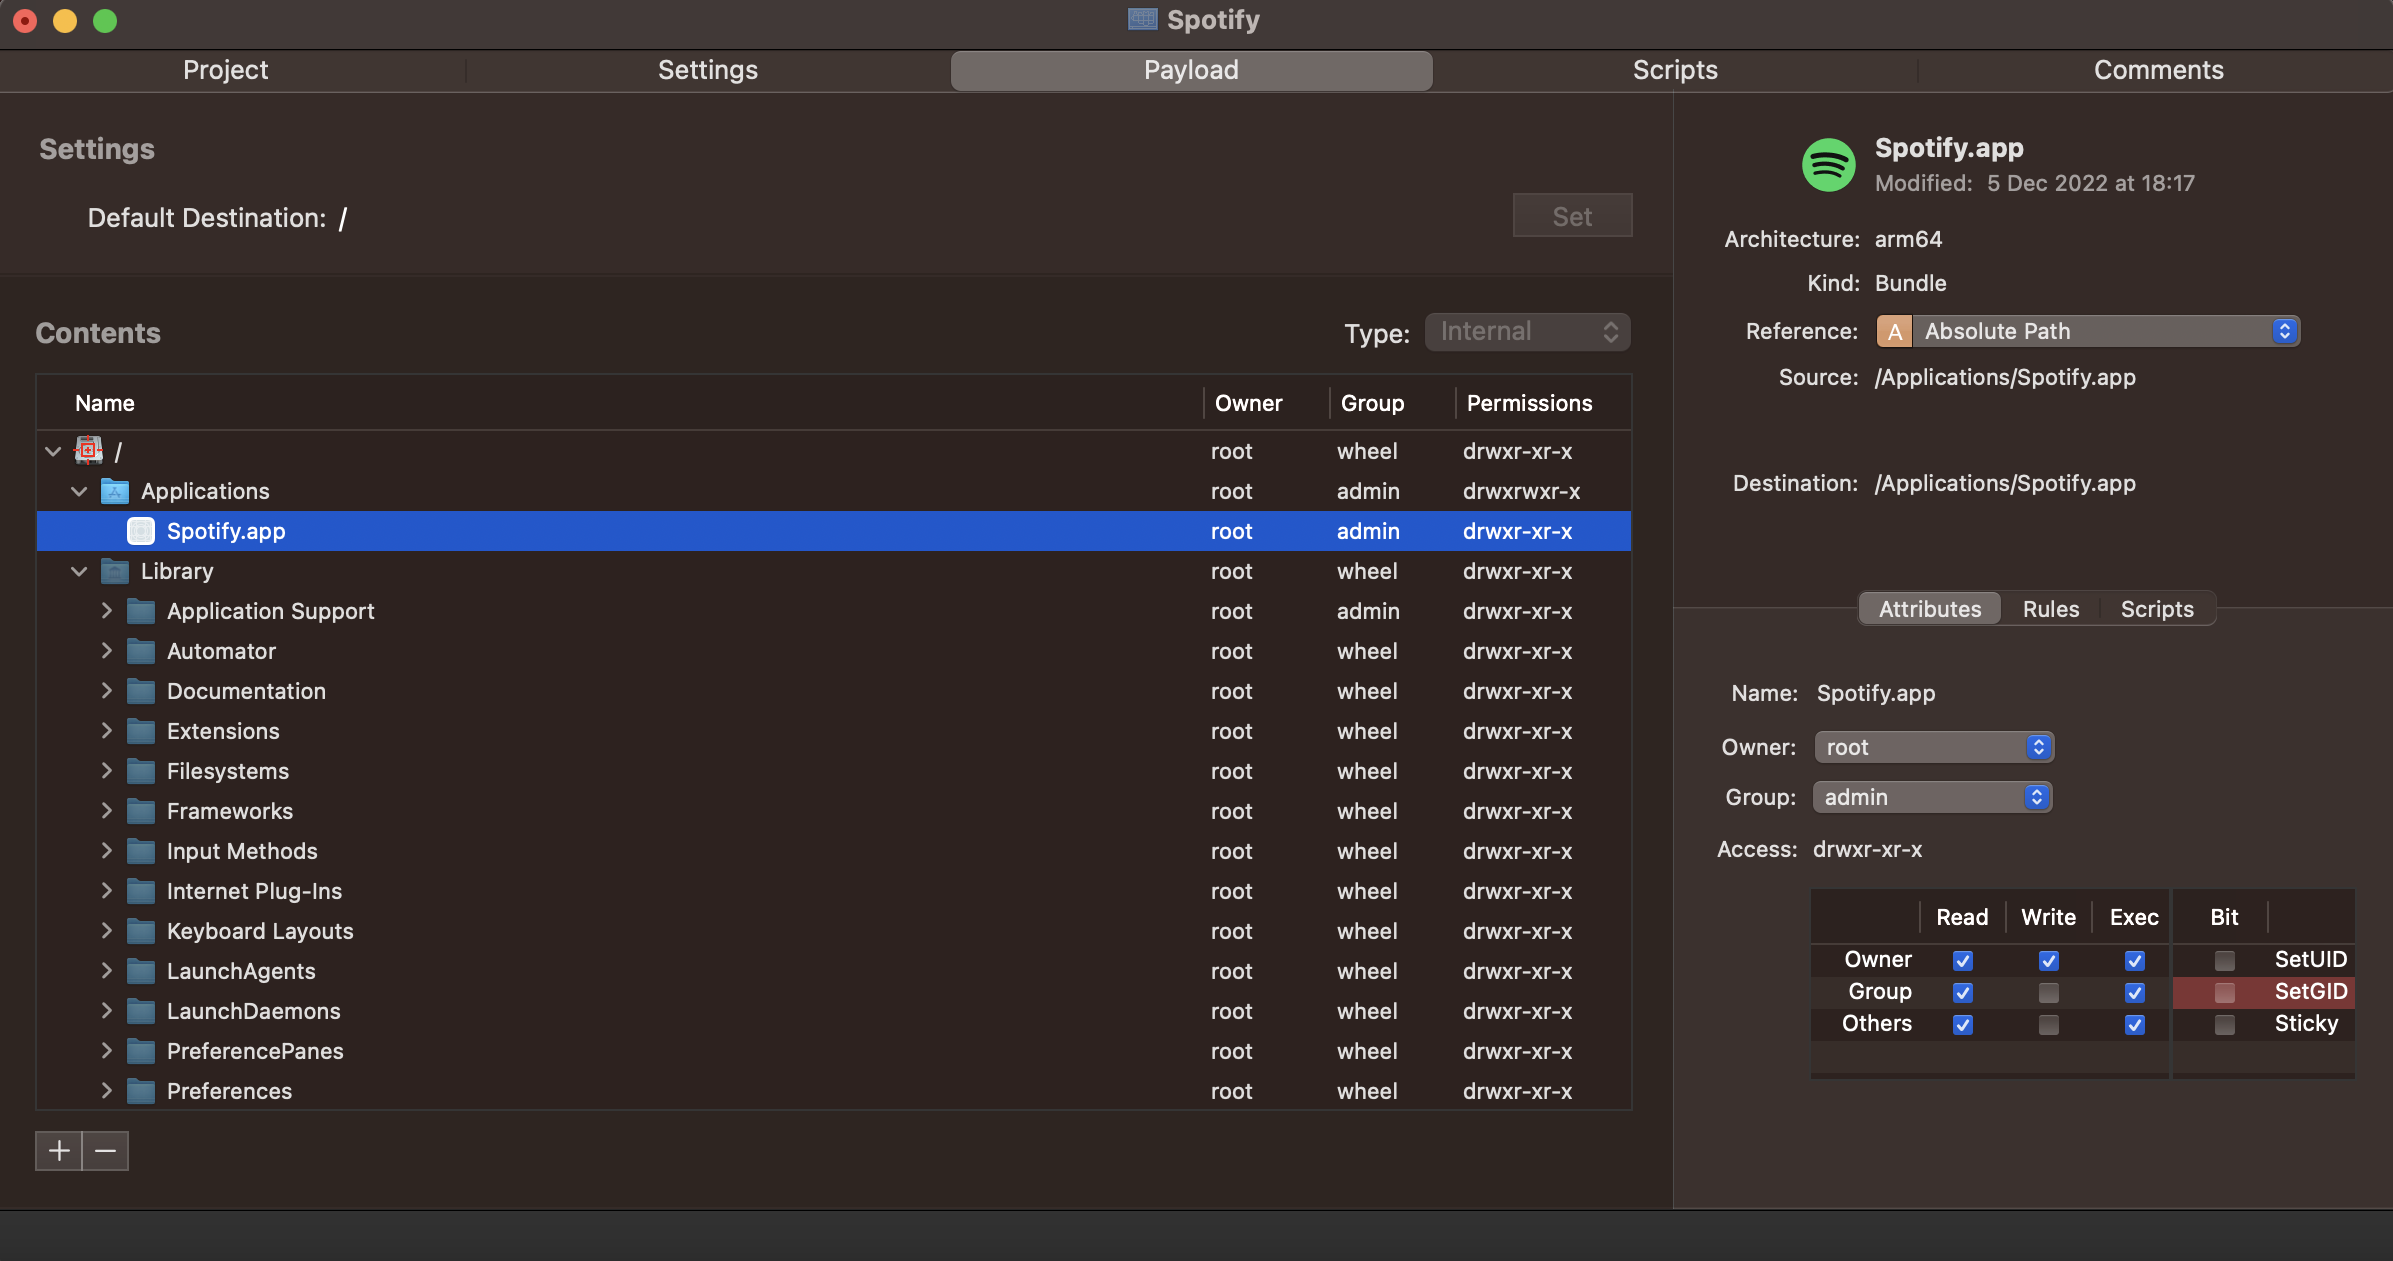 Spotify
Project Settings Payload Scripts Comments
Settings
Default Destination: /
Set
Contents
Type: Internal
Name Owner Group Permissions
/ root wheel drwxr-xr-x
Applications root admin drwxrwxr-x
Spotify.app root admin drwxr-xr-x
Library root wheel drwxr-xr-x
Application Support root admin drwxr-xr-x
Automator root wheel drwxr-xr-x
Documentation root wheel drwxr-xr-x
Extensions root wheel drwxr-xr-x
Filesystems root wheel drwxr-xr-x
Frameworks root wheel drwxr-xr-x
Input Methods root wheel drwxr-xr-x
Internet Plug-Ins root wheel drwxr-xr-x
Keyboard Layouts root wheel drwxr-xr-x
LaunchAgents root wheel drwxr-xr-x
LaunchDaemons root wheel drwxr-xr-x
PreferencePanes root wheel drwxr-xr-x
Preferences root wheel drwxr-xr-x
Spotify.app
Modified: 5 Dec 2022 at 18:17
Architecture: arm64
Kind: Bundle
Reference: A Absolute Path
Source: /Applications/Spotify.app
Destination: /Applications/Spotify.app
Attributes Rules Scripts
Name: Spotify.app
Owner: root
Group: admin
Access: drwxr-xr-x
Read Write Exec Bit
Owner SetUID
Group SetGID
Others Sticky